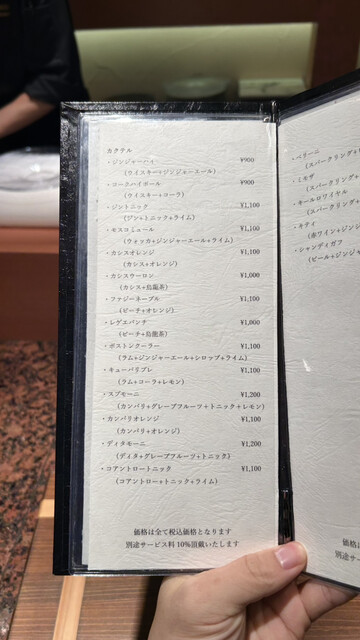 カクテル
・ジンジャーハイ ¥900
(ウイスキー+ジンジャーエール)
・コークハイボール ¥900
(ウイスキー+コーラ)
・ジントニック ¥1,100
(ジン+トニック+ライム)
・モスコミュール ¥1,100
(ウォッカ+ジンジャーエール+ライム)
・カシスオレンジ ¥1,100
(カシス+オレンジ)
・カシスウーロン ¥1,000
(カシス+烏龍茶)
・ファジーネーブル ¥1,100
(ピーチ+オレンジ)
・レゲエパンチ ¥1,000
(ピーチ+烏龍茶)
・ボストンクーラー ¥1,100
(ラム+ジンジャーエール+シロップ+ライム)
・キューバリブレ ¥1,100
(ラム+コーラ+レモン)
・スプモーニ ¥1,200
(カンパリ+グレープフルーツ+トニック+レモン)
・カンパリオレンジ ¥1,100
(カンパリ+オレンジ)
・ディタモーニ ¥1,200
(ディタ+グレープフルーツ+トニック)
・コアントロートニック ¥1,100
(コアントロー+トニック+ライム)
価格は全て税込価格となります
別途サービス料10%頂戴いたします
・ベリーニ
(スパークリング+
・ミモザ
(スパークリング+
・キールロワイヤル
(スパークリング+
・キティ
(赤ワイン+ジンジ
・シャンディガフ
(ビール+ジンジ
価格
別途